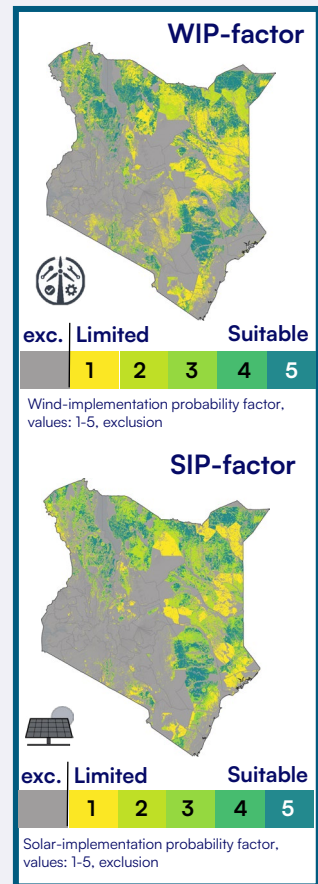 WIP-factor
exc. Limited Suitable
1 2 3 4 5
Wind-implementation probability factor,
values: 1-5, exclusion
SIP-factor
exc. Limited Suitable
1 2 3 4 5
Solar-implementation probability factor,
values: 1-5, exclusion